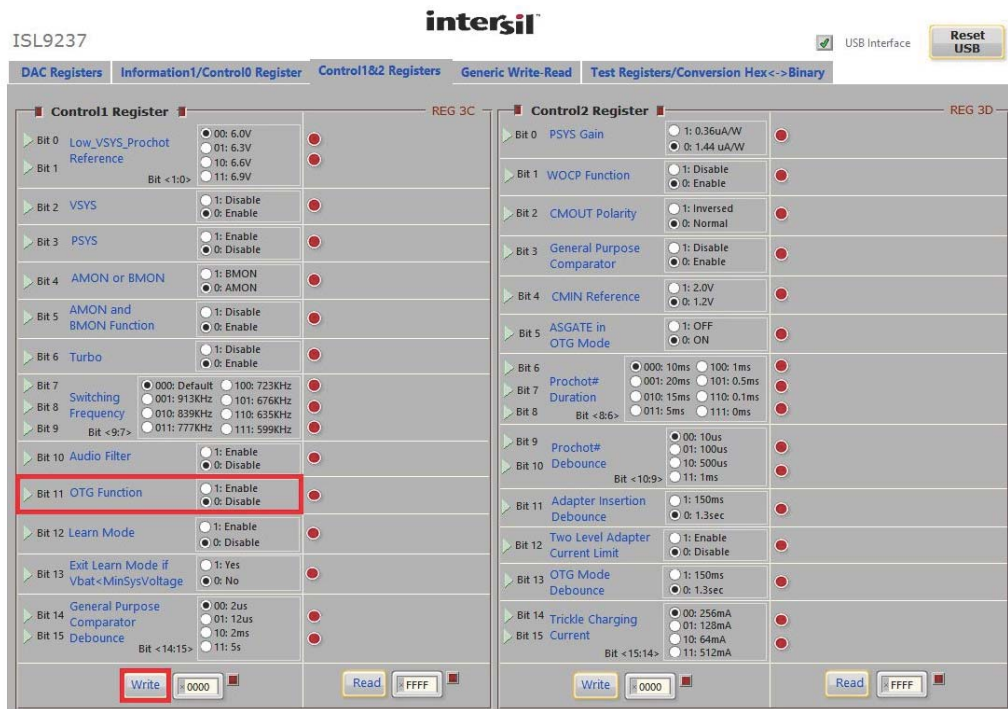 intersil
ISL9237
USB Interface
Reset USB
DAC Registers Information1/Control0 Register Control1&2 Registers Generic Write-Read Test Registers/Conversion Hex<->Binary
Control1 Register REG 3C
Bit 0 Low_VSYS_Prochot
Bit 1 Reference
Bit <1:0>
00: 6.0V
01: 6.3V
10: 6.6V
11: 6.9V
Bit 2 VSYS
1: Disable
0: Enable
Bit 3 PSYS
1: Enable
0: Disable
Bit 4 AMON or BMON
1: BMON
0: AMON
Bit 5 AMON and
BMON Function
1: Disable
0: Enable
Bit 6 Turbo
1: Disable
0: Enable
Bit 7
Bit 8 Switching
Bit 9 Frequency
Bit <9:7>
000: Default 100: 723KHz
001: 913KHz 101: 676KHz
010: 839KHz 110: 635KHz
011: 777KHz 111: 599KHz
Bit 10 Audio Filter
1: Enable
0: Disable
Bit 11 OTG Function
1: Enable
0: Disable
Bit 12 Learn Mode
1: Enable
0: Disable
Bit 13 Exit Learn Mode if
Vbat<MinSysVoltage
1: Yes
0: No
Bit 14 General Purpose
Comparator
Bit 15 Debounce
Bit <14:15>
00: 2us
01: 12us
10: 2ms
11: 5s
Write x0000 Read xFFFF
Control2 Register REG 3D
Bit 0 PSYS Gain
1: 0.36uA/W
0: 1.44 uA/W
Bit 1 WOCP Function
1: Disable
0: Enable
Bit 2 CMOUT Polarity
1: Inversed
0: Normal
Bit 3 General Purpose
Comparator
1: Disable
0: Enable
Bit 4 CMIN Reference
1: 2.0V
0: 1.2V
Bit 5 ASGATE in
OTG Mode
1: OFF
0: ON
Bit 6
Bit 7 Prochot#
Bit 8 Duration
Bit <8:6>
000: 10ms 100: 1ms
001: 20ms 101: 0.5ms
010: 15ms 110: 0.1ms
011: 5ms 111: 0ms
Bit 9 Prochot#
Bit 10 Debounce
Bit <10:9>
00: 10us
01: 100us
10: 500us
11: 1ms
Bit 11 Adapter Insertion
Debounce
1: 150ms
0: 1.3sec
Bit 12 Two Level Adapter
Current Limit
1: Enable
0: Disable
Bit 13 OTG Mode
Debounce
1: 150ms
0: 1.3sec
Bit 14 Trickle Charging
Bit 15 Current
Bit <15:14>
00: 256mA
01: 128mA
10: 64mA
11: 512mA
Write x0000 Read xFFFF